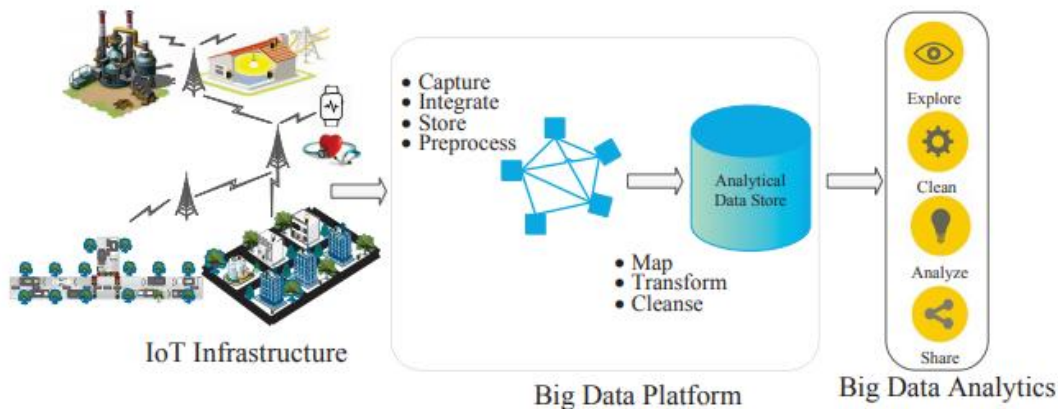 • Capture
• Integrate
• Store
• Preprocess
Analytical
Data Store
• Map
• Transform
• Cleanse
Explore
Clean
Analyze
Share
IoT Infrastructure
Big Data Platform
Big Data Analytics